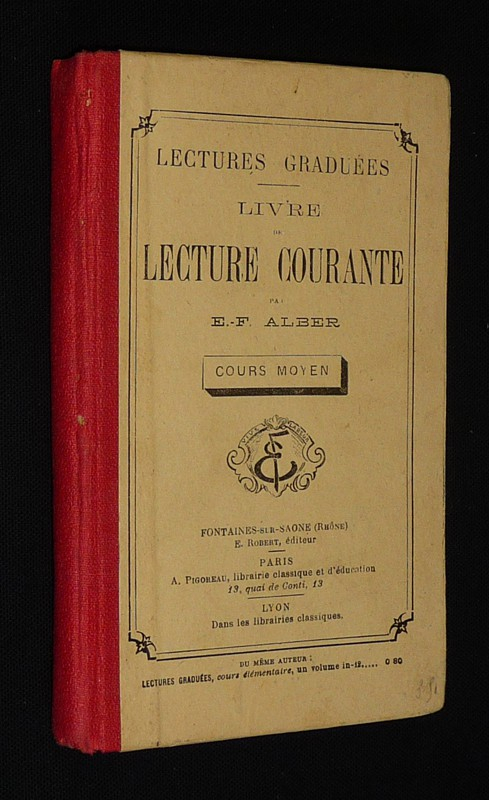 LECTURES GRADUÉES
LIVRE
DE
LECTURE COURANTE
PAR
E.-F. ALBER
COURS MOYEN
FONTAINES-SUR-SAONE (RHÔNE)
E. ROBERT, éditeur
PARIS
A. PIGOREAU, librairie classique et d'éducation
13, quai de Conti, 13
LYON
Dans les librairies classiques.
DU MÊME AUTEUR :
LECTURES GRADUÉES, cours élémentaire, un volume in-12..... 0 80